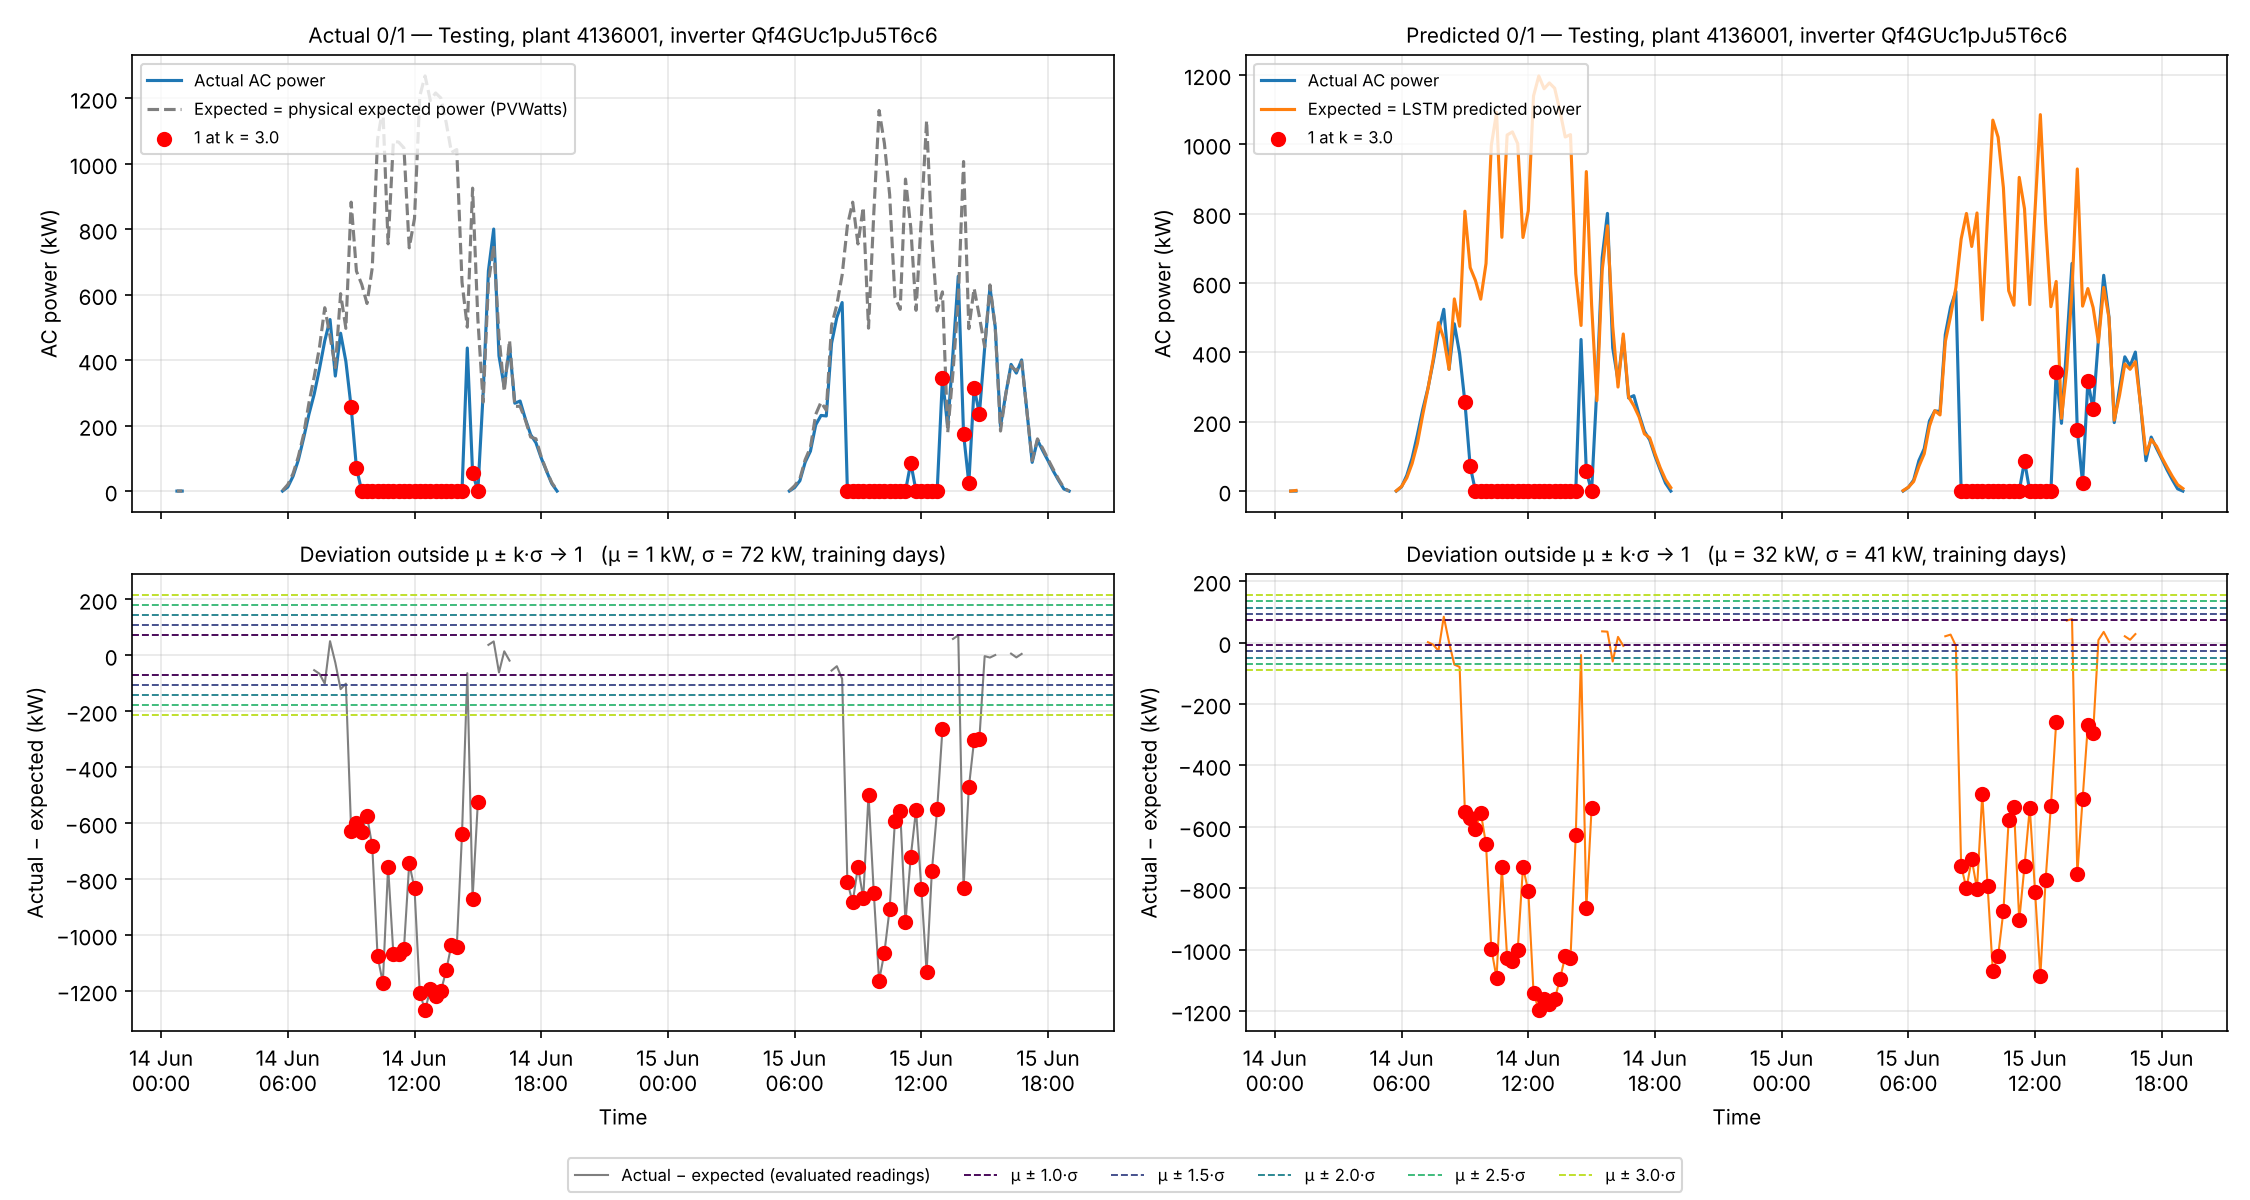 Actual 0/1 — Testing, plant 4136001, inverter Qf4GUc1pJu5T6c6
Actual AC power
Expected = physical expected power (PVWatts)
1 at k = 3.0
AC power (kW)
1200
1000
800
600
400
200
0
Predicted 0/1 — Testing, plant 4136001, inverter Qf4GUc1pJu5T6c6
Actual AC power
Expected = LSTM predicted power
1 at k = 3.0
AC power (kW)
1200
1000
800
600
400
200
0
Deviation outside μ ± k·σ → 1 (μ = 1 kW, σ = 72 kW, training days)
Actual − expected (kW)
200
0
−200
−400
−600
−800
−1000
−1200
14 Jun 14 Jun 14 Jun 14 Jun 15 Jun 15 Jun 15 Jun 15 Jun
00:00 06:00 12:00 18:00 00:00 06:00 12:00 18:00
Time
Deviation outside μ ± k·σ → 1 (μ = 32 kW, σ = 41 kW, training days)
Actual − expected (kW)
200
0
−200
−400
−600
−800
−1000
−1200
14 Jun 14 Jun 14 Jun 14 Jun 15 Jun 15 Jun 15 Jun 15 Jun
00:00 06:00 12:00 18:00 00:00 06:00 12:00 18:00
Time
Actual − expected (evaluated readings) μ ± 1.0·σ μ ± 1.5·σ μ ± 2.0·σ μ ± 2.5·σ μ ± 3.0·σ